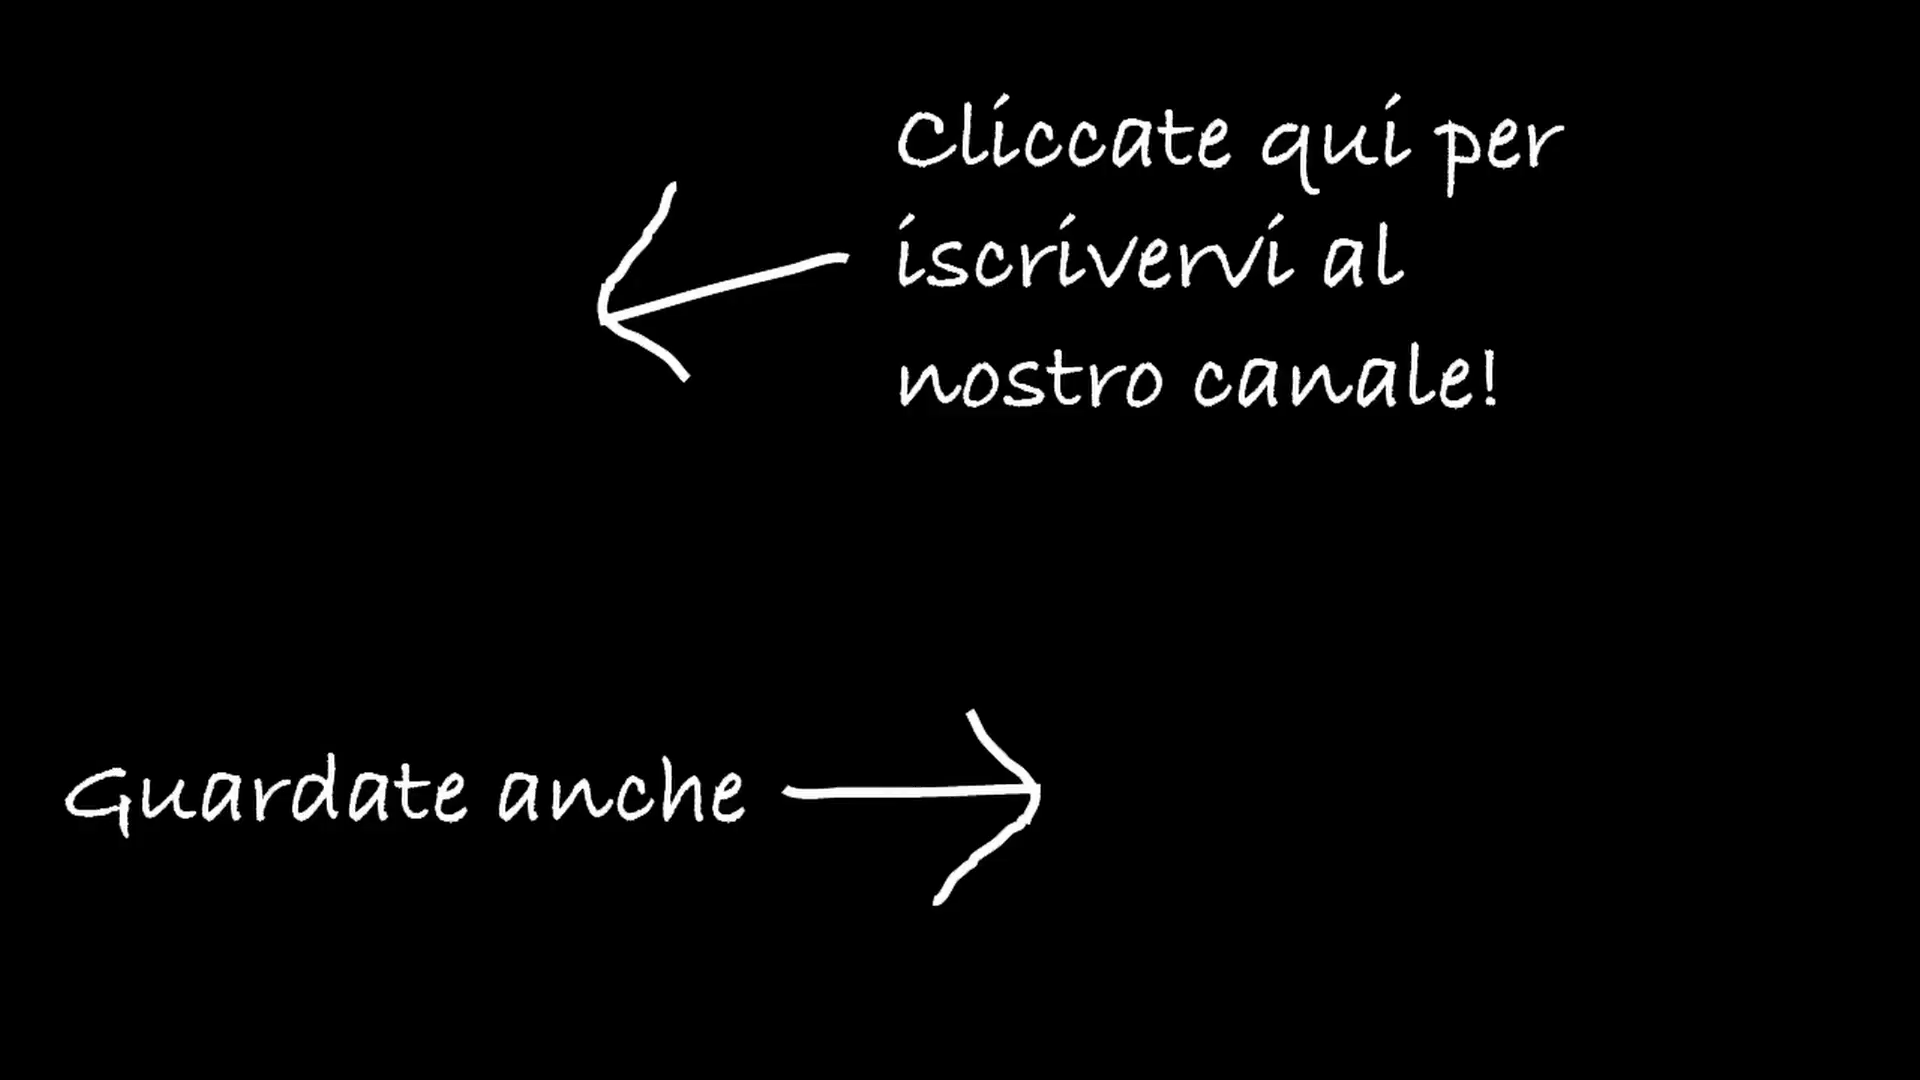 Cliccate qui per
iscrivervi al
nostro canale!
Guardate anche